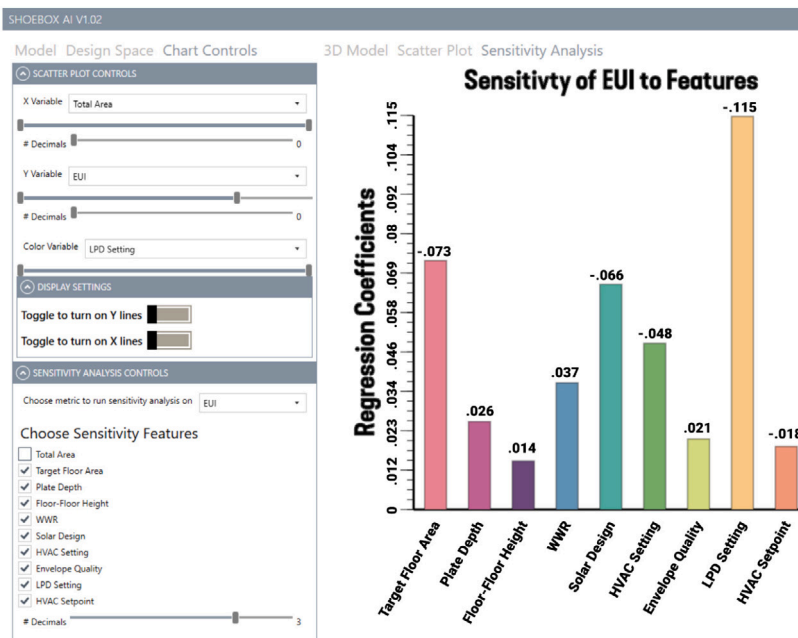 SHOEBOX AI V1.02
Model Design Space Chart Controls
3D Model Scatter Plot Sensitivity Analysis
SCATTER PLOT CONTROLS
X Variable Total Area
# Decimals 0
Y Variable EUI
# Decimals 0
Color Variable LPD Setting
DISPLAY SETTINGS
Toggle to turn on Y lines
Toggle to turn on X lines
SENSITIVITY ANALYSIS CONTROLS
Choose metric to run sensitivity analysis on EUI
Choose Sensitivity Features
Total Area
Target Floor Area
Plate Depth
Floor-Floor Height
WWR
Solar Design
HVAC Setting
Envelope Quality
LPD Setting
HVAC Setpoint
# Decimals 3
Sensitivty of EUI to Features
Regression Coefficients
.115
.104
.092
.08
.069
.058
.046
.034
.023
.012
0
-.073
.026
.014
.037
-.066
-.048
.021
-.115
-.018
Target Floor Area
Plate Depth
Floor-Floor Height
WWR
Solar Design
HVAC Setting
Envelope Quality
LPD Setting
HVAC Setpoint